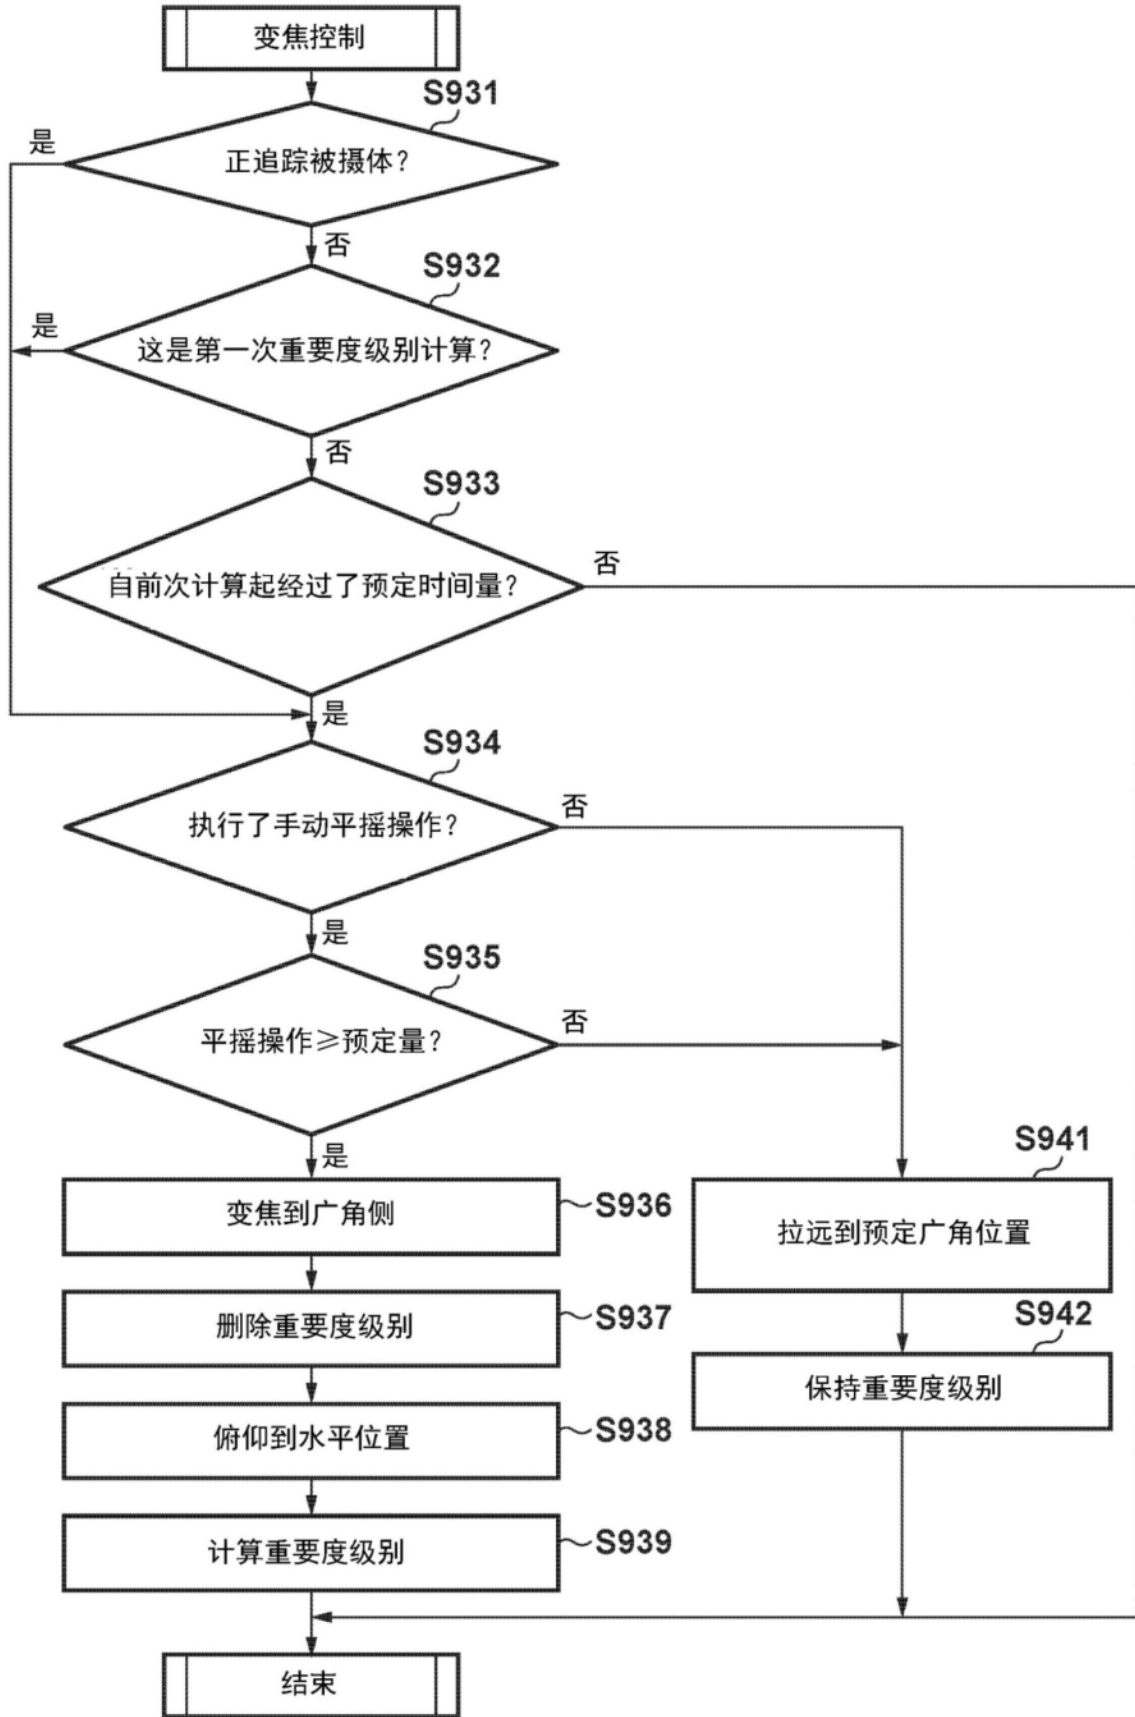 变焦控制
S931
是
正追踪被摄体?
否
S932
是
这是第一次重要度级别计算?
否
S933
否
自前次计算起经过了预定时间量?
是
S934
否
执行了手动平摇操作?
是
S935
否
平摇操作≥预定量?
是
S941
变焦到广角侧
S936
拉远到预定广角位置
删除重要度级别
S937
S942
保持重要度级别
俯仰到水平位置
S938
计算重要度级别
S939
结束